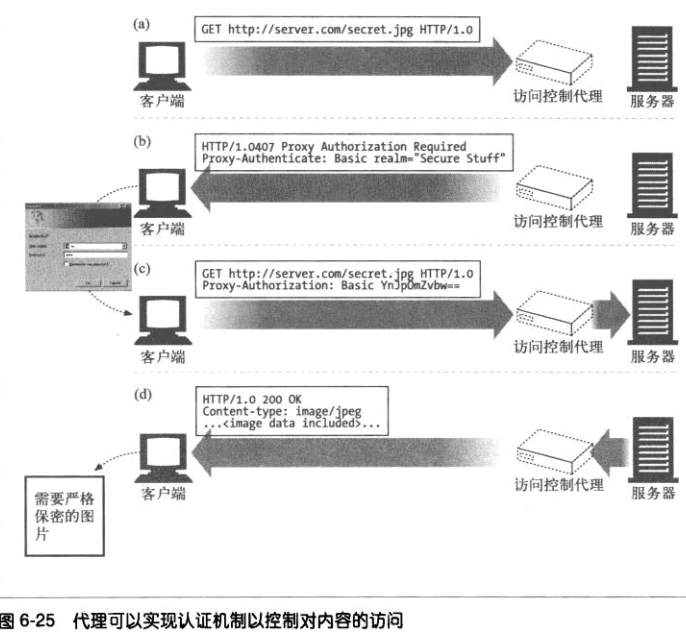 (a)
GET http://server.com/secret.jpg HTTP/1.0
客户端
访问控制代理
服务器
(b)
HTTP/1.0407 Proxy Authorization Required
Proxy-Authenticate: Basic realm="Secure Stuff"
客户端
访问控制代理
服务器
(c)
GET http://server.com/secret.jpg HTTP/1.0
Proxy-Authorization: Basic YnJpOmZvbw==
客户端
访问控制代理
服务器
(d)
HTTP/1.0 200 OK
Content-type: image/jpeg
...<image data included>...
客户端
访问控制代理
服务器
需要严格
保密的图
片
图 6-25 代理可以实现认证机制以控制对内容的访问